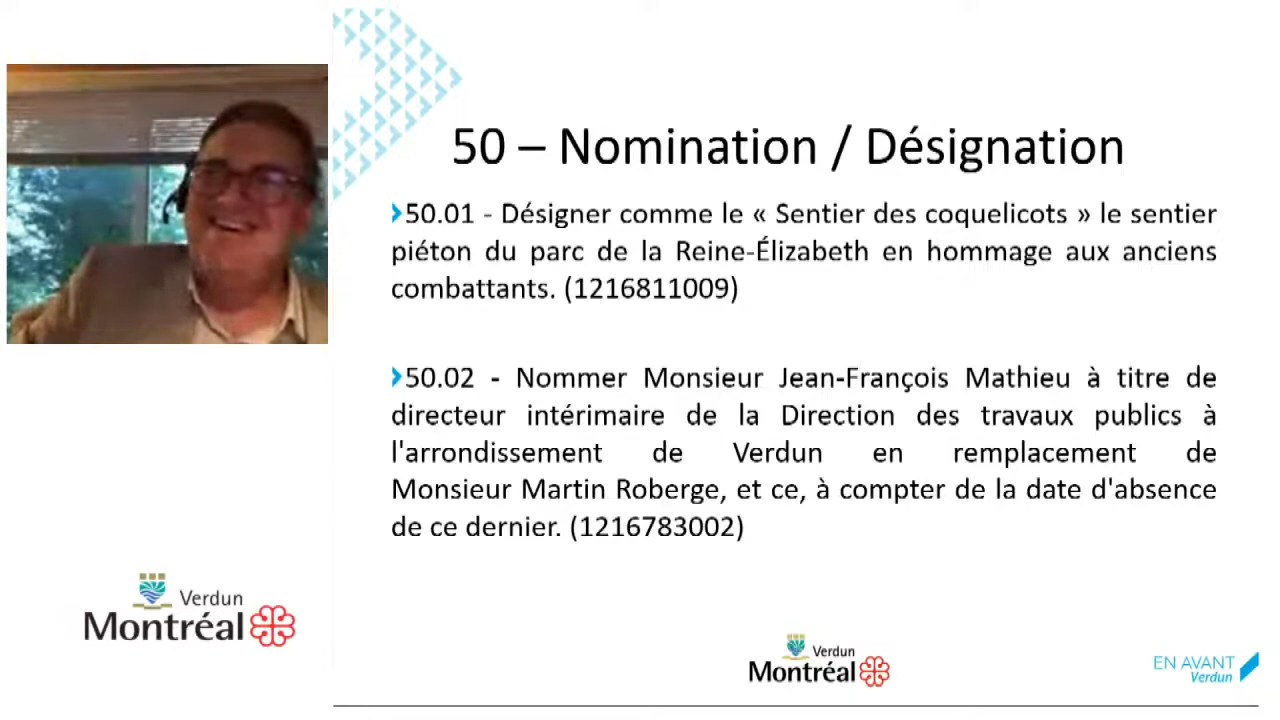 50 – Nomination / Désignation
50.01 - Désigner comme le « Sentier des coquelicots » le sentier
piéton du parc de la Reine-Élizabeth en hommage aux anciens
combattants. (1216811009)
50.02 - Nommer Monsieur Jean-François Mathieu à titre de
directeur intérimaire de la Direction des travaux publics à
l'arrondissement de Verdun en remplacement de
Monsieur Martin Roberge, et ce, à compter de la date d'absence
de ce dernier. (1216783002)
Verdun
Montréal
Verdun
Montréal
EN AVANT
Verdun